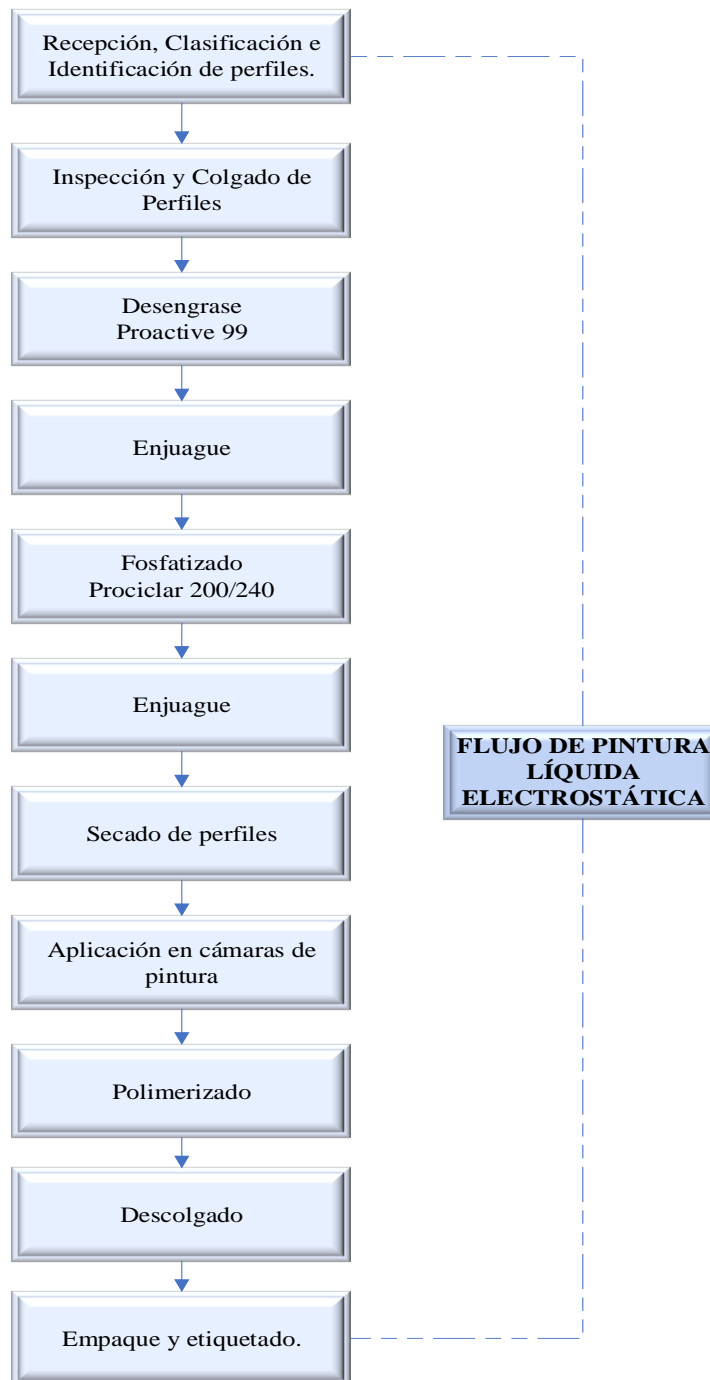 Recepción, Clasificación e
Identificación de perfiles.
Inspección y Colgado de
Perfiles
Desengrase
Proactive 99
Enjuague
Fosfatizado
Prociclar 200/240
Enjuague
Secado de perfiles
Aplicación en cámaras de
pintura
Polimerizado
Descolgado
Empaque y etiquetado.
FLUJO DE PINTURA
LÍQUIDA
ELECTROSTÁTICA